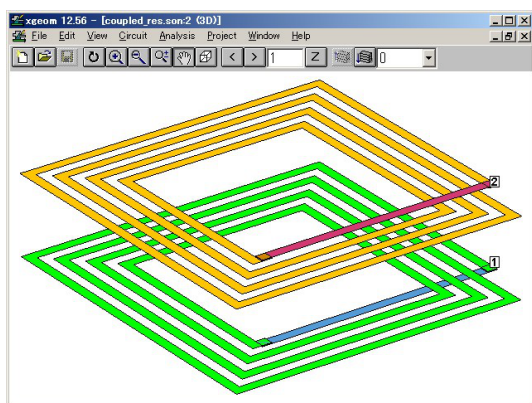 xgeom 12.56 - [coupled_res.son:2 (3D)]
File Edit View Circuit Analysis Project Window Help
1 Z 0
2
1